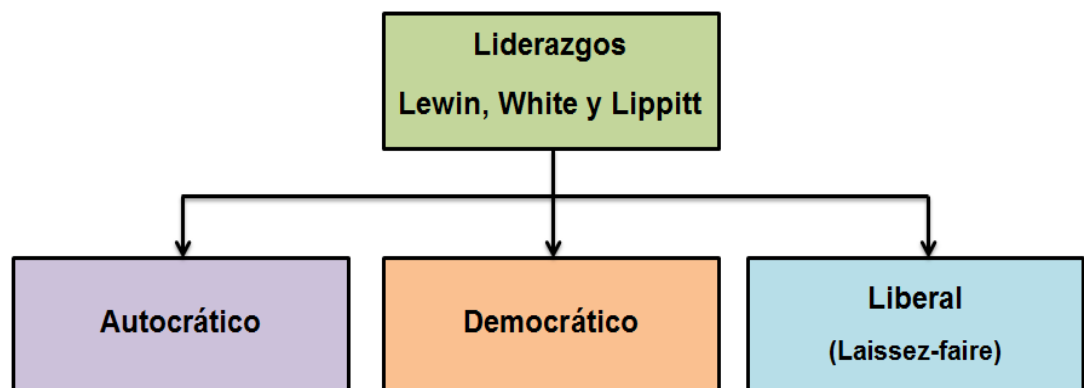 Liderazgos
Lewin, White y Lippitt
Autocrático
Democrático
Liberal
(Laissez-faire)